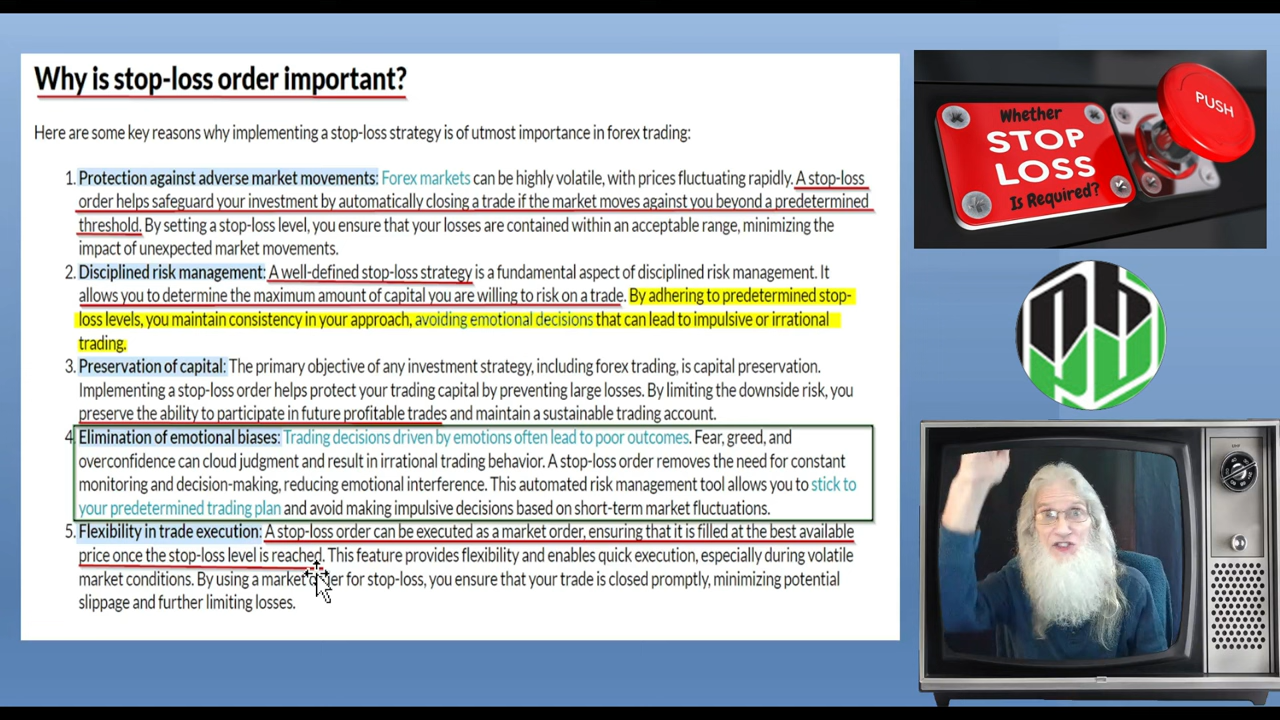 Why is stop-loss order important?
Here are some key reasons why implementing a stop-loss strategy is of utmost importance in forex trading:
1. Protection against adverse market movements: Forex markets can be highly volatile, with prices fluctuating rapidly. A stop-loss
order helps safeguard your investment by automatically closing a trade if the market moves against you beyond a predetermined
threshold. By setting a stop-loss level, you ensure that your losses are contained within an acceptable range, minimizing the
impact of unexpected market movements.
2. Disciplined risk management: A well-defined stop-loss strategy is a fundamental aspect of disciplined risk management. It
allows you to determine the maximum amount of capital you are willing to risk on a trade. By adhering to predetermined stop-
loss levels, you maintain consistency in your approach, avoiding emotional decisions that can lead to impulsive or irrational
trading.
3. Preservation of capital: The primary objective of any investment strategy, including forex trading, is capital preservation.
Implementing a stop-loss order helps protect your trading capital by preventing large losses. By limiting the downside risk, you
preserve the ability to participate in future profitable trades and maintain a sustainable trading account.
4 Elimination of emotional biases: Trading decisions driven by emotions often lead to poor outcomes. Fear, greed, and
overconfidence can cloud judgment and result in irrational trading behavior. A stop-loss order removes the need for constant
monitoring and decision-making, reducing emotional interference. This automated risk management tool allows you to stick to
your predetermined trading plan and avoid making impulsive decisions based on short-term market fluctuations.
5. Flexibility in trade execution: A stop-loss order can be executed as a market order, ensuring that it is filled at the best available
price once the stop-loss level is reached. This feature provides flexibility and enables quick execution, especially during volatile
market conditions. By using a market order for stop-loss, you ensure that your trade is closed promptly, minimizing potential
slippage and further limiting losses.
Whether
STOP
LOSS
Is Required?
PUSH